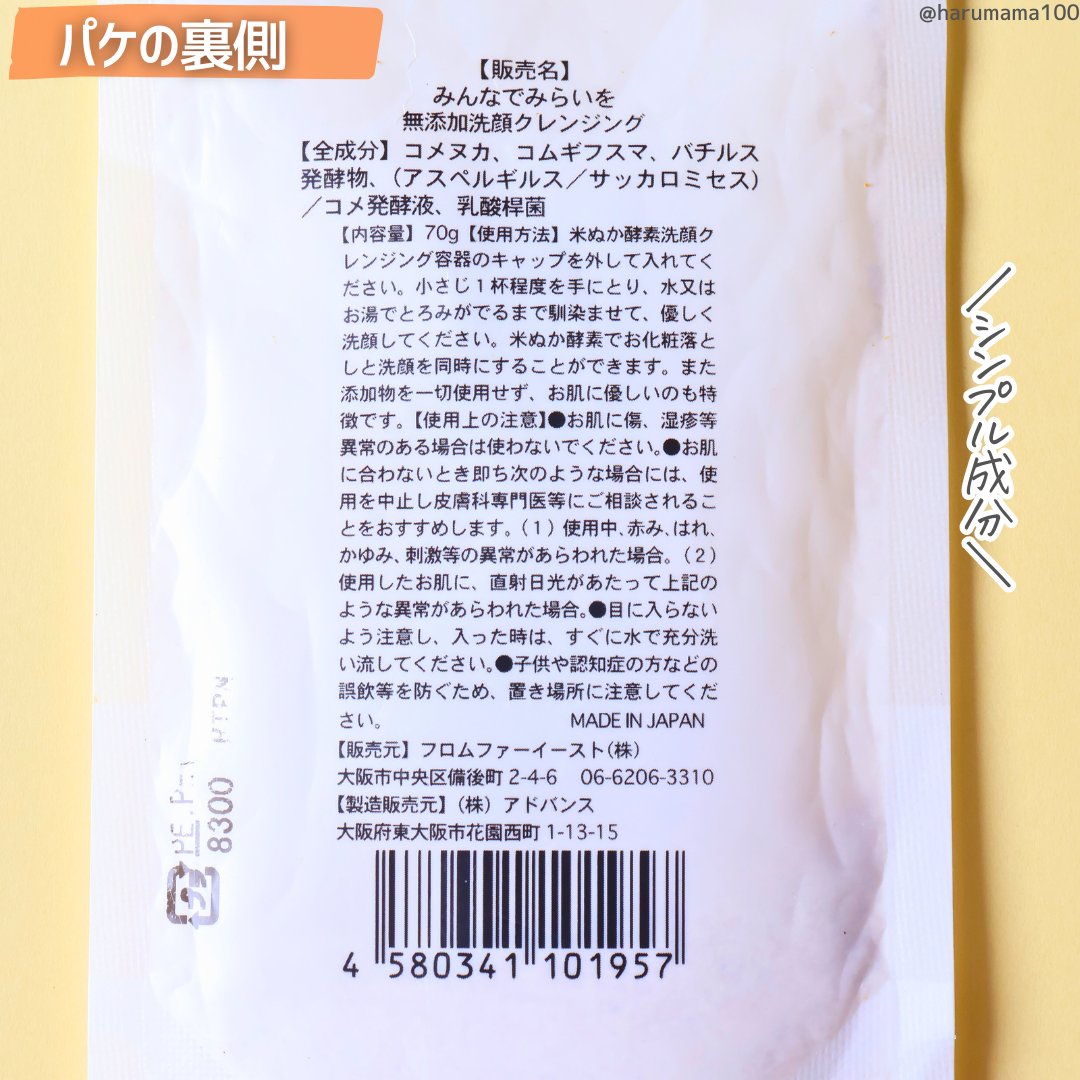 パケの裏側
@harumama100
【販売名】
みんなでみらいを
無添加洗顔クレンジング
【全成分】コメヌカ、コムギフスマ、バチルス
発酵物、（アスペルギルス／サッカロミセス）
／コメ発酵液、乳酸桿菌
【内容量】70g【使用方法】米ぬか酵素洗顔ク
レンジング容器のキャップを外して入れてく
ださい。小さじ1杯程度を手にとり、水又は
お湯でとろみがでるまで馴染ませて、優しく
洗顔してください。米ぬか酵素でお化粧落と
しと洗顔を同時にすることができます。また
添加物を一切使用せず、お肌に優しいのも特
徴です。【使用上の注意】●お肌に傷、湿疹等
異常のある場合は使わないでください。●お肌
に合わないとき即ち次のような場合には、使
用を中止し皮膚科専門医等にご相談されるこ
とをおすすめします。（1）使用中、赤み、はれ、
かゆみ、刺激等の異常があらわれた場合。（2）
使用したお肌に、直射日光があたって上記の
ような異常があらわれた場合。●目に入らない
よう注意し、入った時は、すぐに水で充分洗
い流してください。●子供や認知症の方などの
誤飲等を防ぐため、置き場所に注意してくだ
さい。 MADE IN JAPAN
【販売元】フロムファーイースト（株）
大阪市中央区備後町 2-4-6 06-6206-3310
【製造販売元】（株）アドバンス
大阪府東大阪市花園西町 1-13-15
4 580341 101957
シンプル成分
プラ
8300